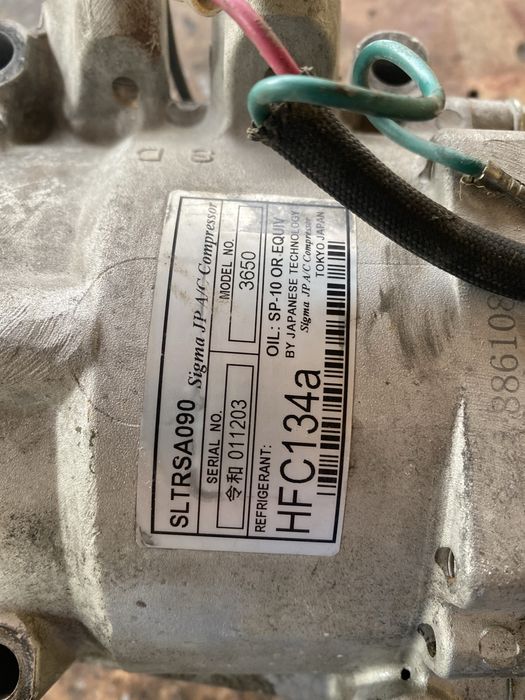 SLTRSA090 Sigma JP A/C Compressor
SERIAL NO. MODEL NO.
令和 011203 3650
REFRIGERANT: OIL: SP-10 OR EQUIV
HFC134a BY JAPANESE TECHNOLOGY
Sigma JP A/C Compressor
TOKYO JAPAN
S D